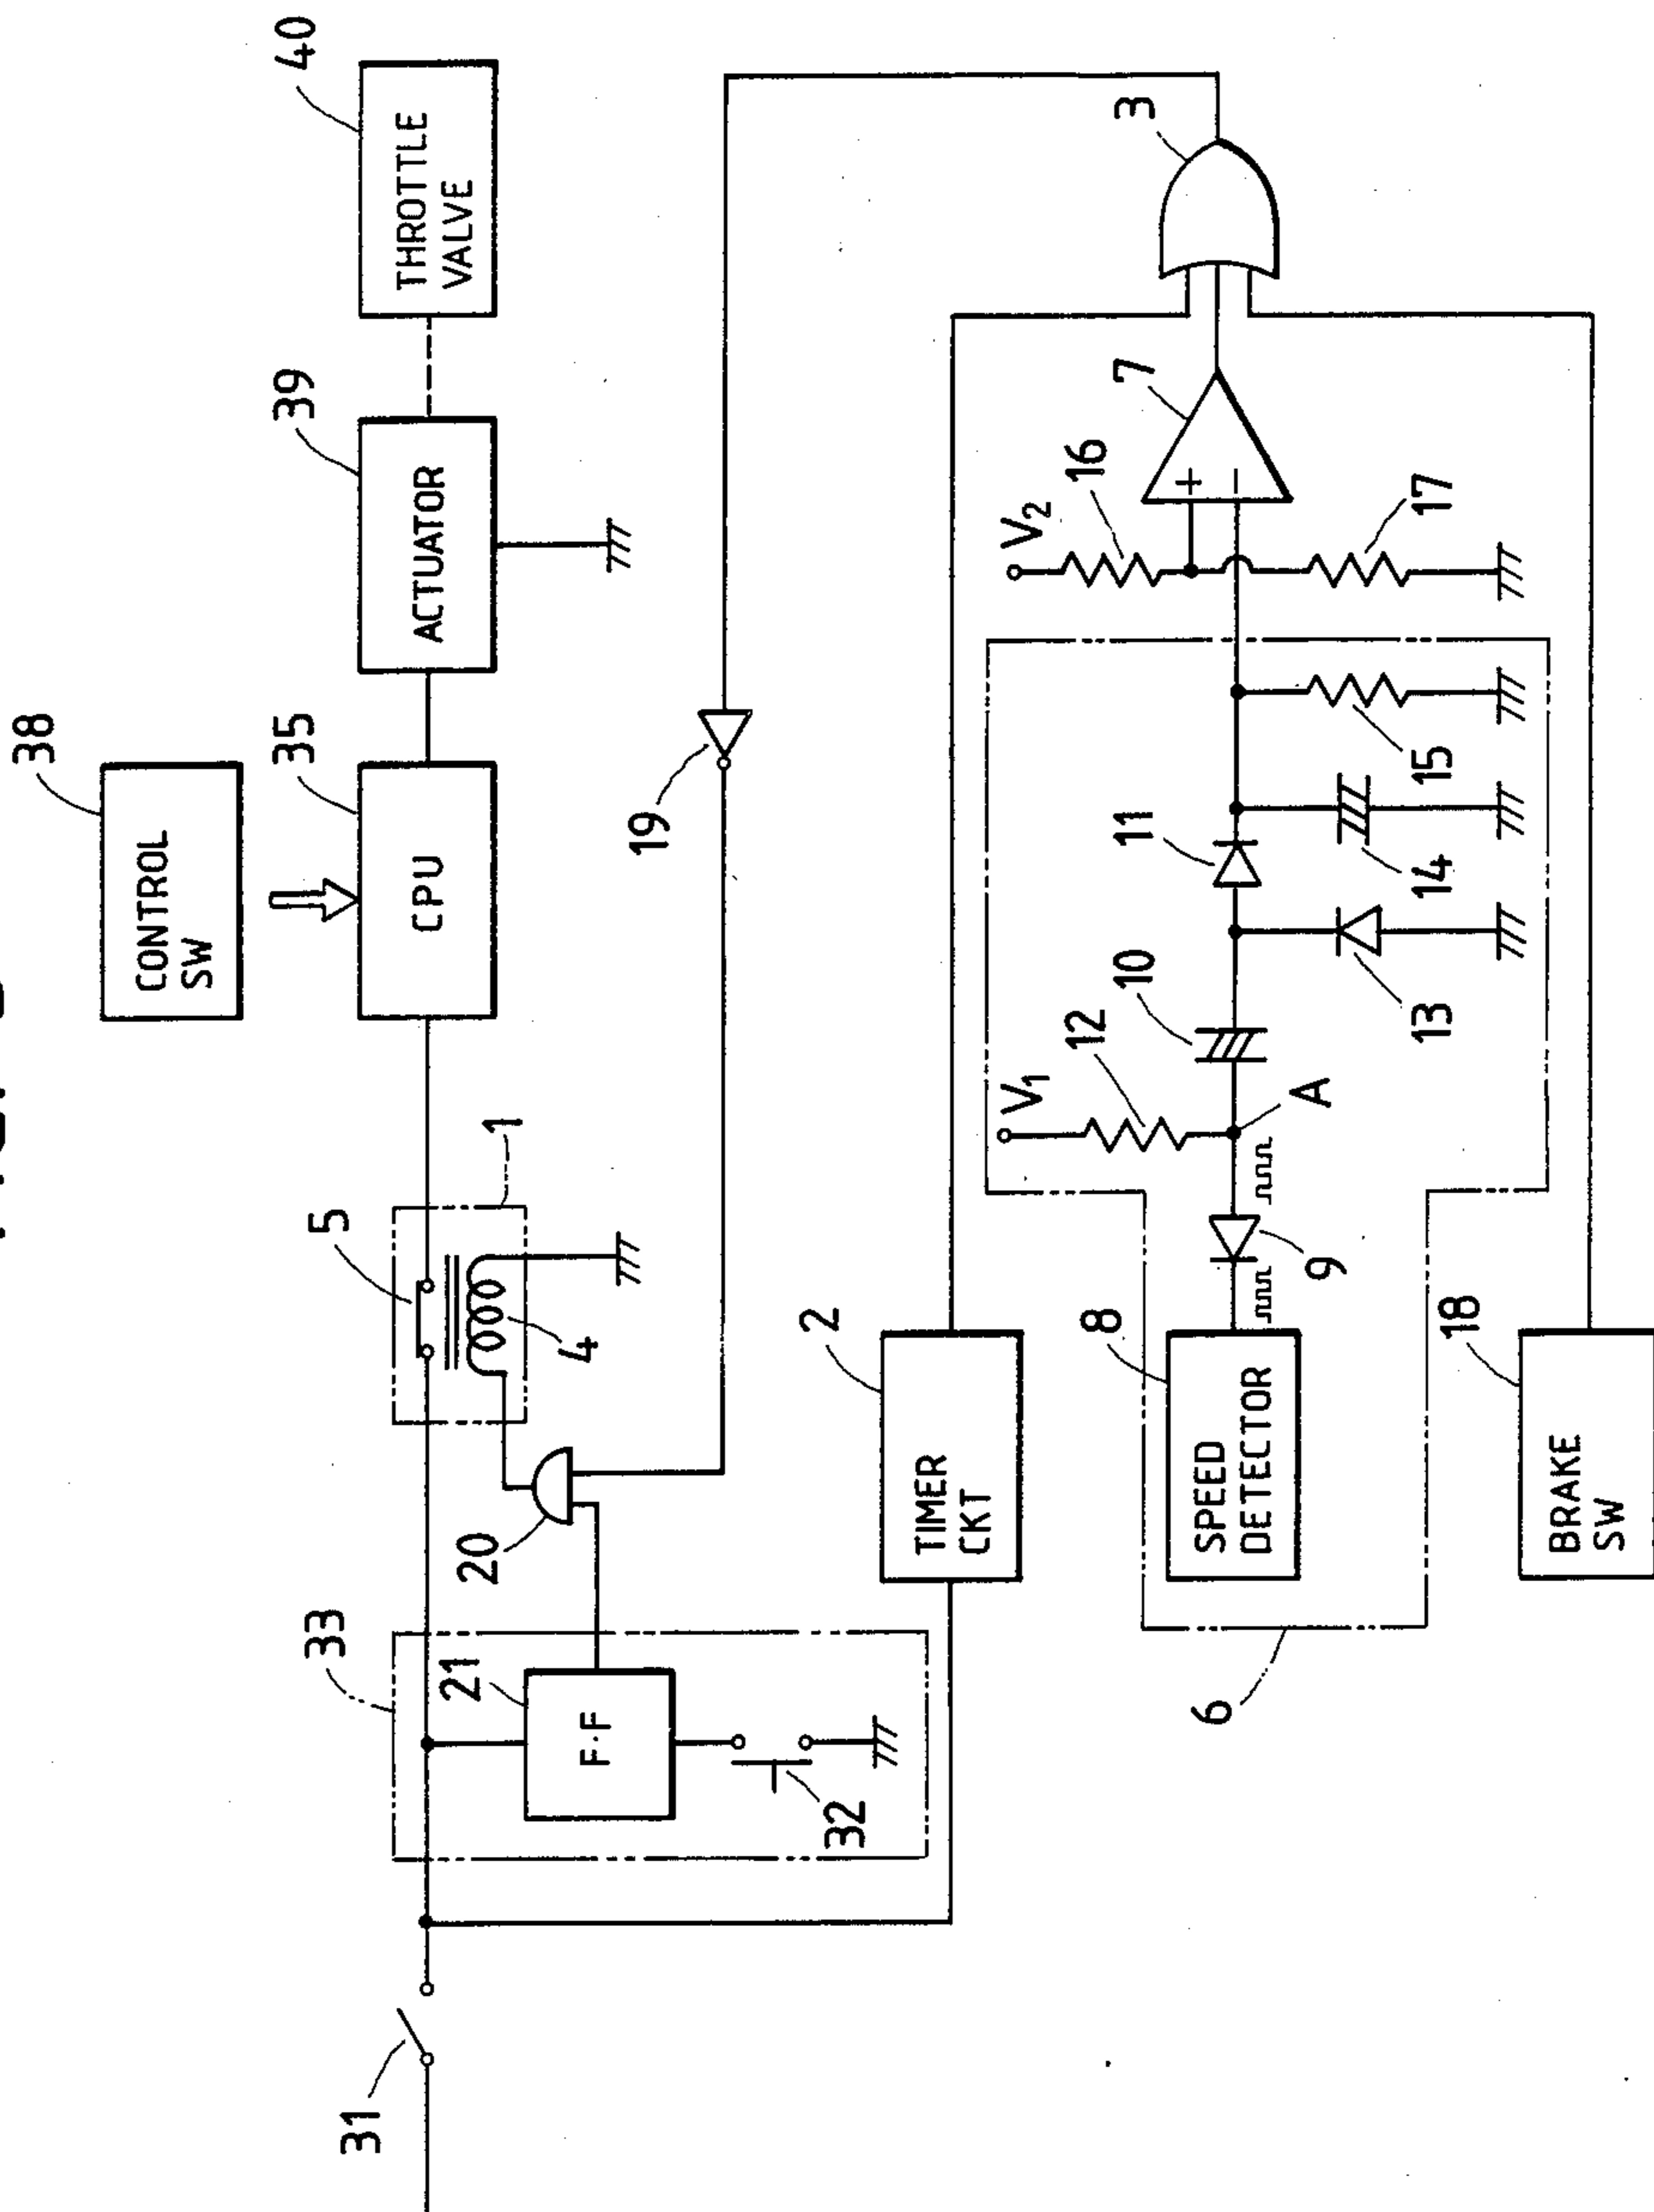 38
CONTROL
SW
31
33
5
35
39
40
CPU
ACTUATOR
THROTTLE
VALVE
21
20
1
4
F·F
19
32
2
TIMER
CKT
V1
V2
12
16
6
8
10
11
7
3
SPEED
DETECTOR
+
−
A
9
13
14
15
17
18
BRAKE
SW